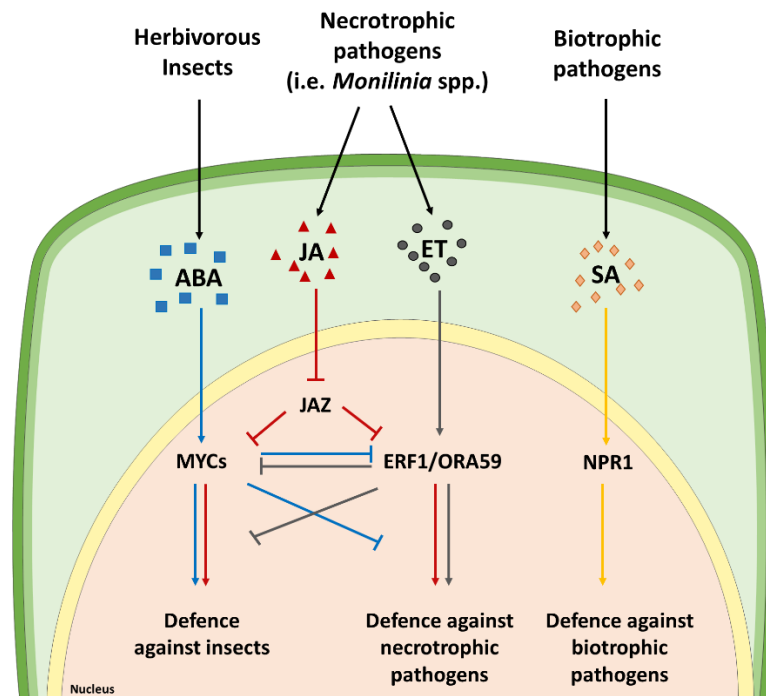 Herbivorous
Insects
Necrotrophic
pathogens
(i.e. Monilinia spp.)
Biotrophic
pathogens
ABA
JA
ET
SA
JAZ
MYCs
ERF1/ORA59
NPR1
Defence
against insects
Defence against
necrotrophic
pathogens
Defence against
biotrophic
pathogens
Nucleus